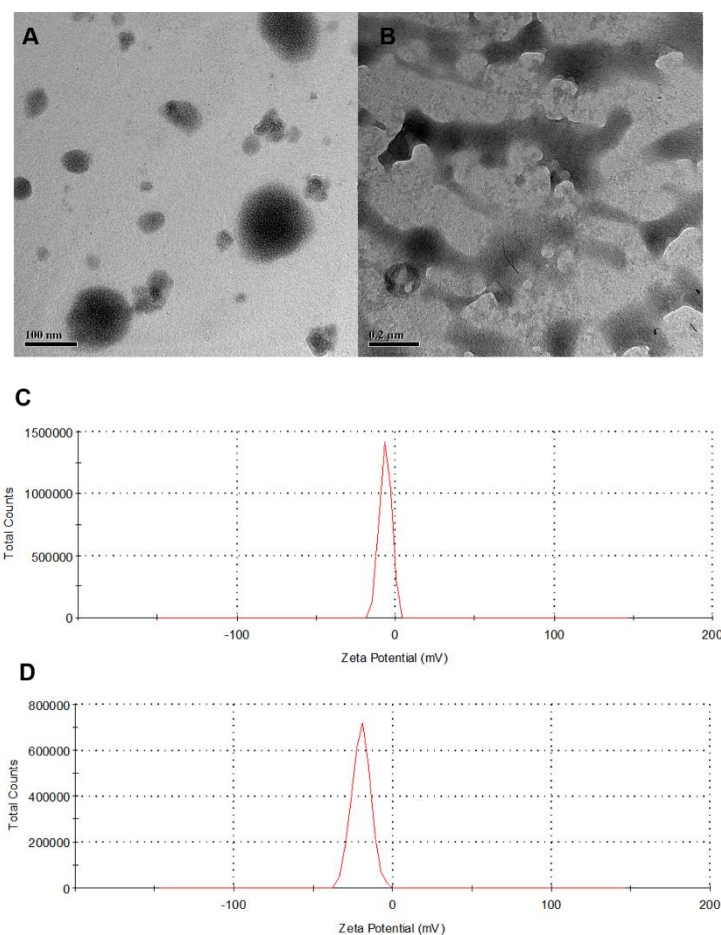 A
B
100 nm
0.2 µm
C
1500000
1000000
500000
0
Total Counts
-100
0
100
200
Zeta Potential (mV)
D
800000
600000
400000
200000
0
Total Counts
-100
0
100
200
Zeta Potential (mV)